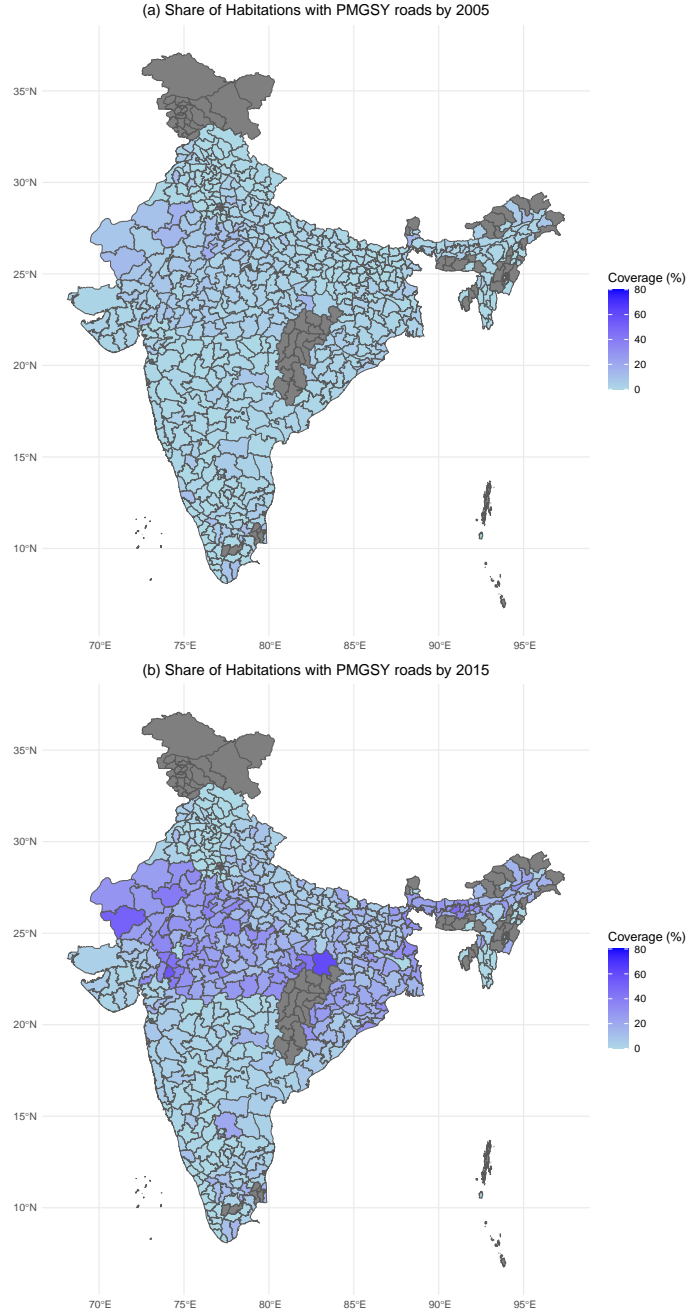 (a) Share of Habitations with PMGSY roads by 2005
35°N
30°N
25°N
20°N
15°N
10°N
70°E 75°E 80°E 85°E 90°E 95°E
Coverage (%)
80
60
40
20
0
(b) Share of Habitations with PMGSY roads by 2015
35°N
30°N
25°N
20°N
15°N
10°N
70°E 75°E 80°E 85°E 90°E 95°E
Coverage (%)
80
60
40
20
0